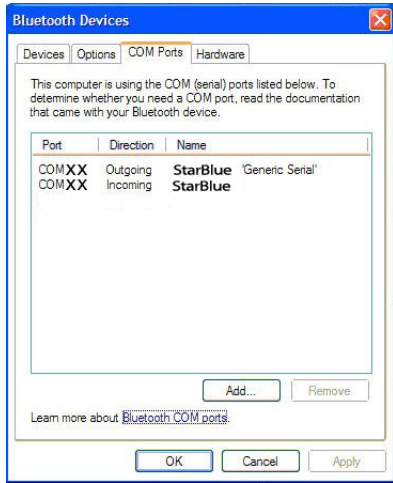 Bluetooth Devices
Devices Options COM Ports Hardware
This computer is using the COM (serial) ports listed below. To
determine whether you need a COM port, read the documentation
that came with your Bluetooth device.
Port Direction Name
COMXX Outgoing StarBlue 'Generic Serial'
COMXX Incoming StarBlue
Add... Remove
Learn more about Bluetooth COM ports.
OK Cancel Apply